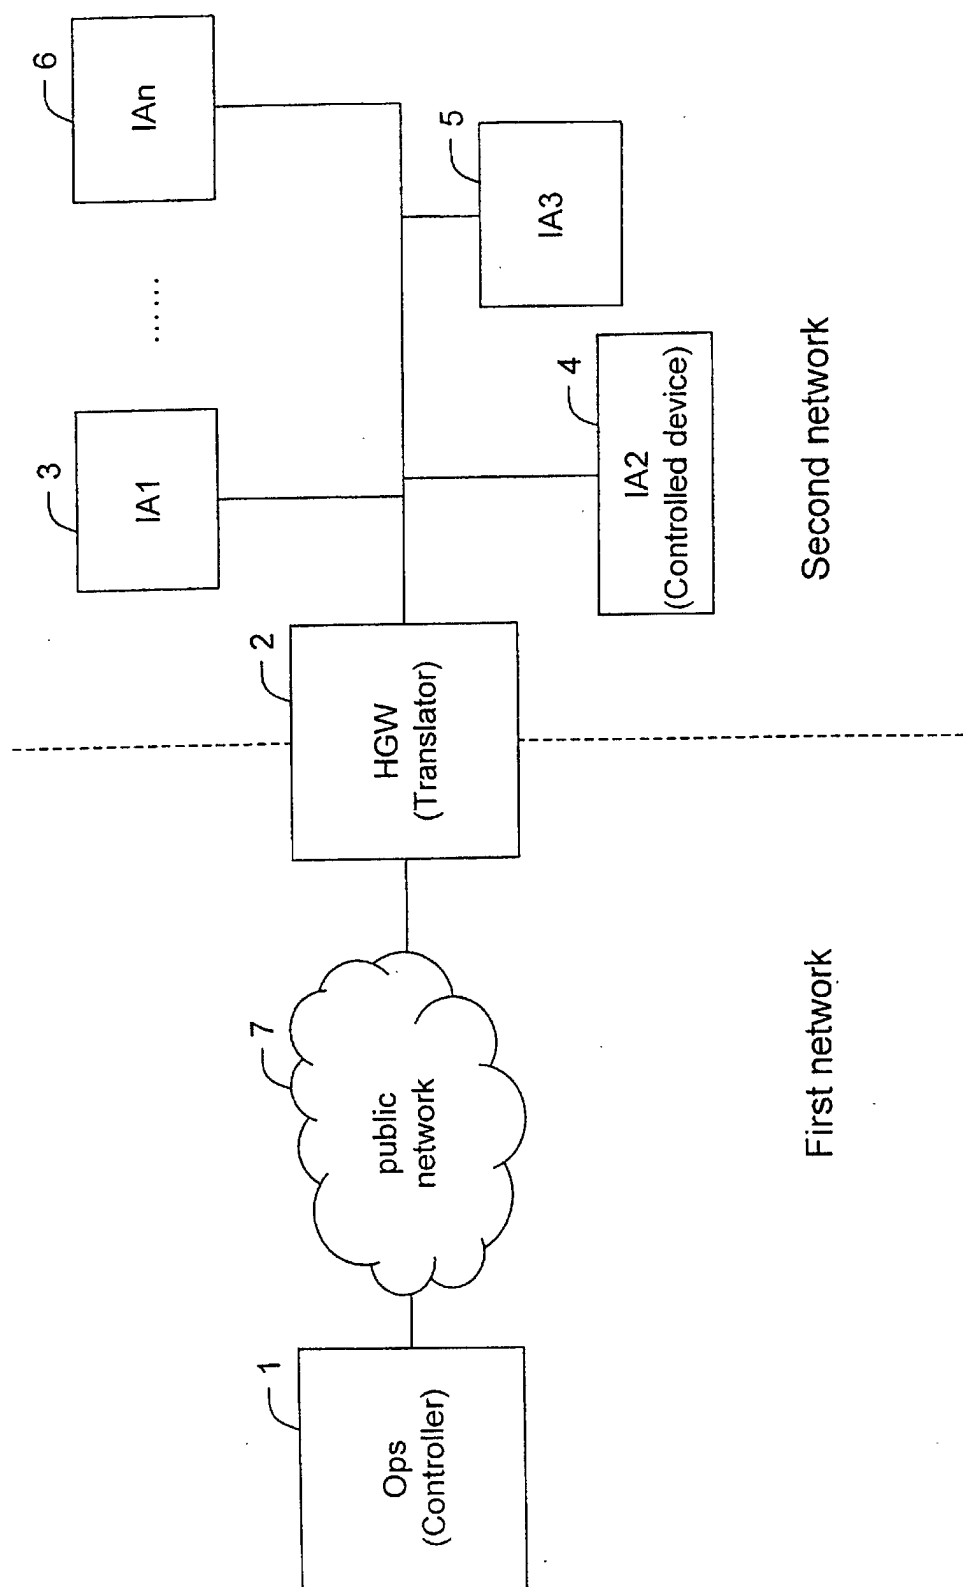 6
IAn
5
IA3
......
3
IA1
4
IA2
(Controlled device)
Second network
2
HGW
(Translator)
7
public
network
First network
1
Ops
(Controller)